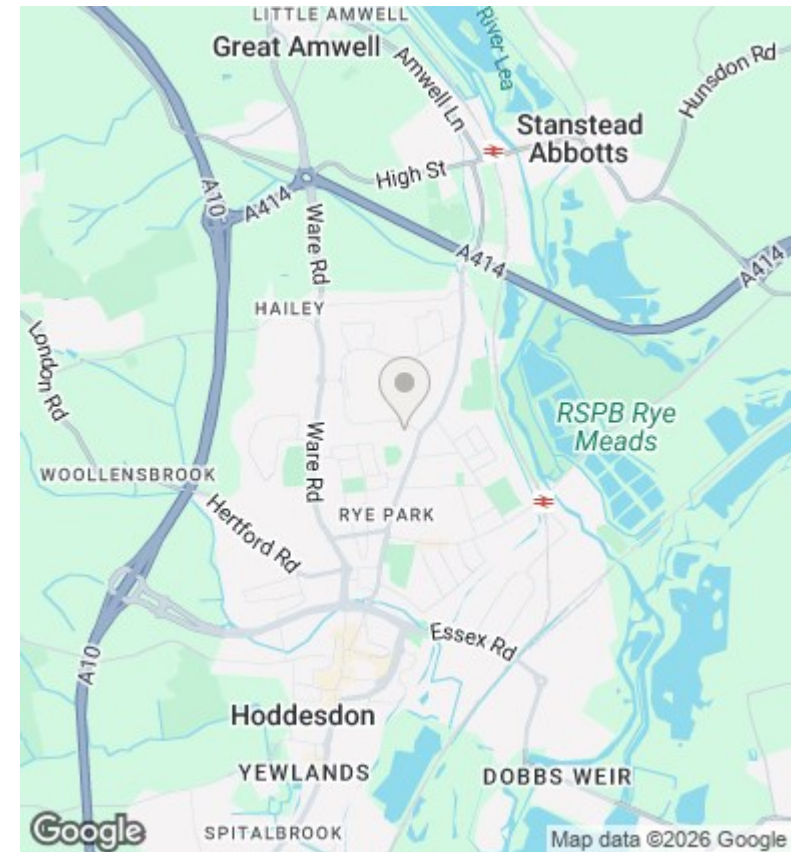 LITTLE AMWELL
Great Amwell
River Lea
Amwell Ln
Hunsdon Rd
Stanstead
Abbotts
High St
A10
A414
Ware Rd
A414
A414
HAILEY
London Rd
RSPB Rye
Meads
Ware Rd
WOOLLENSBROOK
Hertford Rd
RYE PARK
Essex Rd
A10
Hoddesdon
YEWLANDS
DOBBS WEIR
SPITALBROOK
Google
Map data ©2026 Google